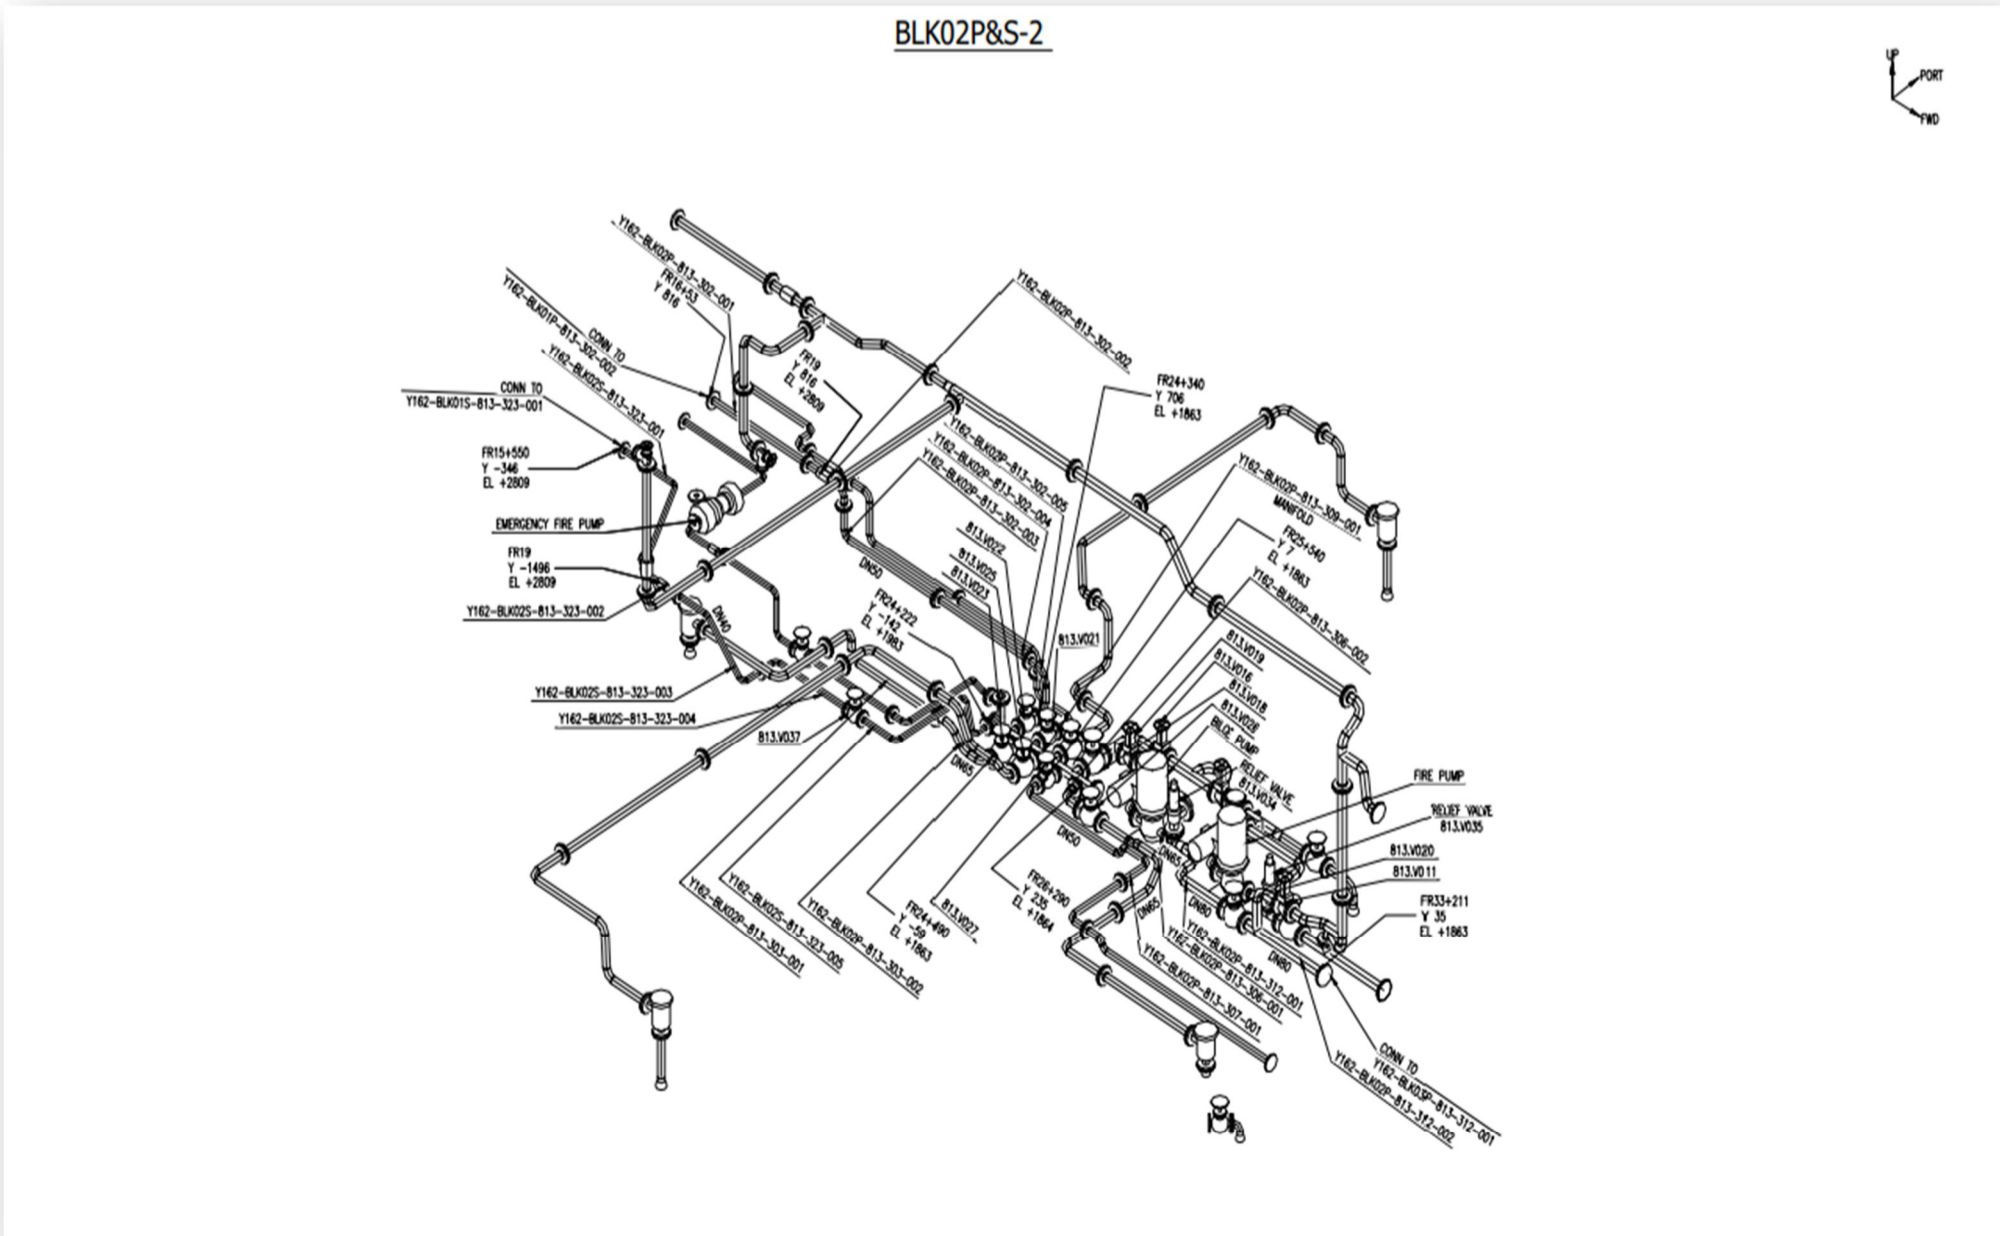 BLK02P&S-2
UP
PORT
FWD
Y162-BLK02P-813-302-001
FR16+53
Y 816
CONN TO
Y162-BLK01P-813-302-002
Y162-BLK02S-813-323-001
CONN TO
Y162-BLK01S-813-323-001
FR15+550
Y -346
EL +2809
EMERGENCY FIRE PUMP
FR19
Y -1496
EL +2809
Y162-BLK02S-813-323-002
DN40
Y162-BLK02S-813-323-003
Y162-BLK02S-813-323-004
813.V037
FR19
Y 816
EL +2809
Y162-BLK02P-813-302-002
FR24+340
Y 706
EL +1863
Y162-BLK02P-813-302-005
Y162-BLK02P-813-302-004
Y162-BLK02P-813-302-003
813.V022
813.V025
813.V023
DN50
FR24+222
Y -142
EL +1983
813.V021
Y162-BLK02P-813-309-001
MANIFOLD
FR25+540
Y 7
EL +1863
Y162-BLK02P-813-306-002
813.V019
813.V016
813.V018
813.V026
BILGE PUMP
RELIEF VALVE
813.V034
FIRE PUMP
RELIEF VALVE
813.V035
813.V020
813.V011
FR33+211
Y 35
EL +1863
DN65
DN50
DN65
DN65
DN80
DN80
Y162-BLK02P-813-303-001
Y162-BLK02S-813-323-005
Y162-BLK02P-813-303-002
FR24+490
Y -59
EL +1863
813.V027
FR26+290
Y 235
EL +1864
Y162-BLK02P-813-312-001
Y162-BLK02P-813-306-001
Y162-BLK02P-813-307-001
CONN TO
Y162-BLK03P-813-312-001
Y162-BLK02P-813-312-002